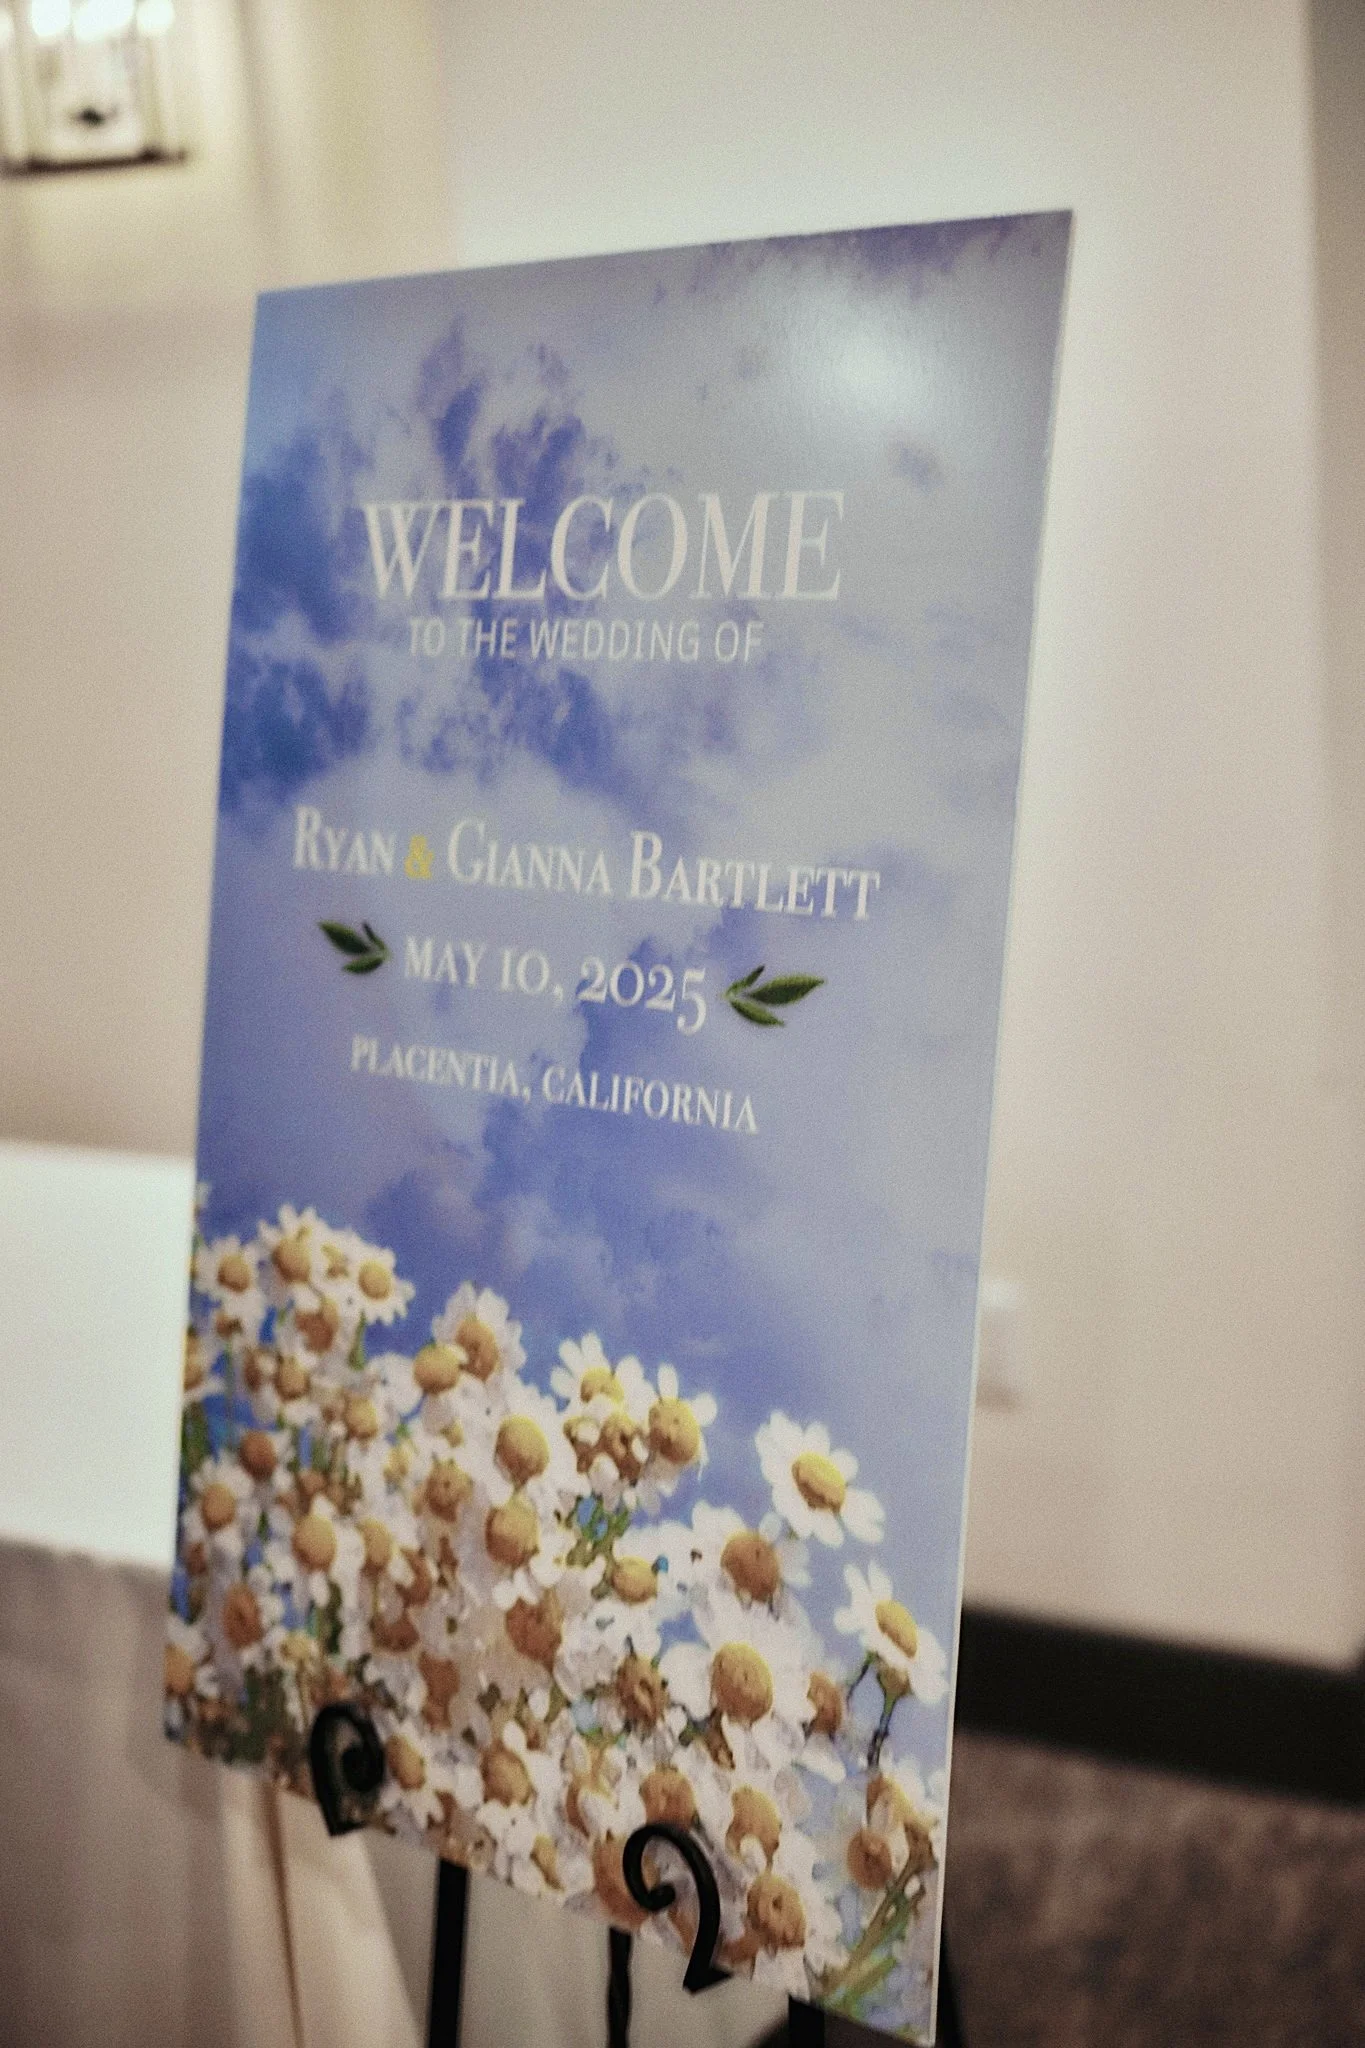 WELCOME
TO THE WEDDING OF
RYAN & GIANNA BARTLETT
MAY 10, 2025
PLACENTIA, CALIFORNIA